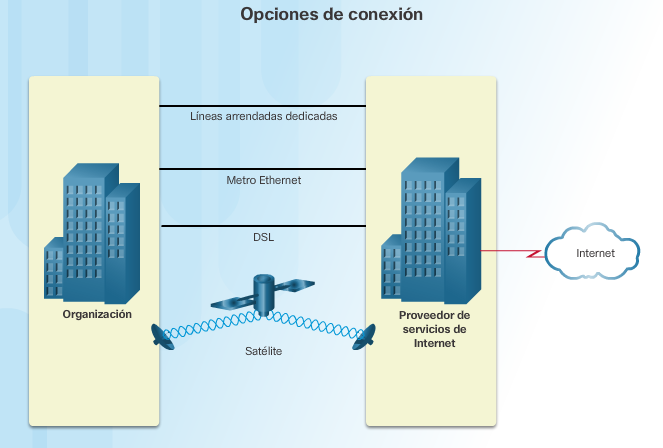 Opciones de conexión
Líneas arrendadas dedicadas
Metro Ethernet
DSL
Satélite
Organización
Proveedor de
servicios de
Internet
Internet